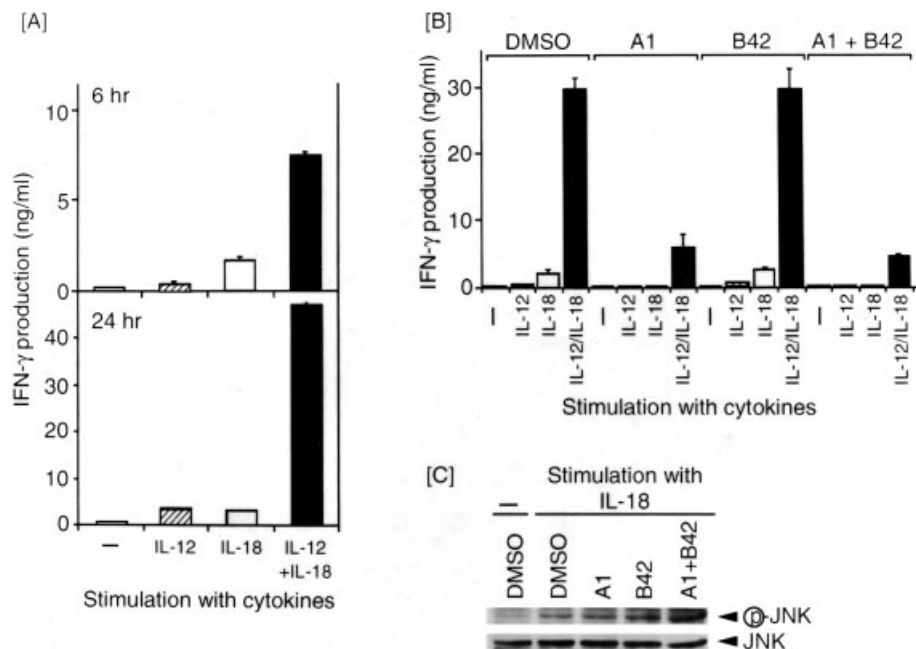 [A]
IFN-γ production (ng/ml)
6 hr
10
5
0
24 hr
40
30
20
10
0
— IL-12 IL-18 IL-12
+IL-18
Stimulation with cytokines
[B]
DMSO A1 B42 A1 + B42
IFN-γ production (ng/ml)
30
20
10
0
— IL-12 IL-18 IL-12/IL-18 — IL-12 IL-18 IL-12/IL-18 — IL-12 IL-18 IL-12/IL-18 — IL-12 IL-18 IL-12/IL-18
Stimulation with cytokines
[C]
Stimulation with
— IL-18
DMSO DMSO A1 B42 A1+B42
p-JNK
JNK